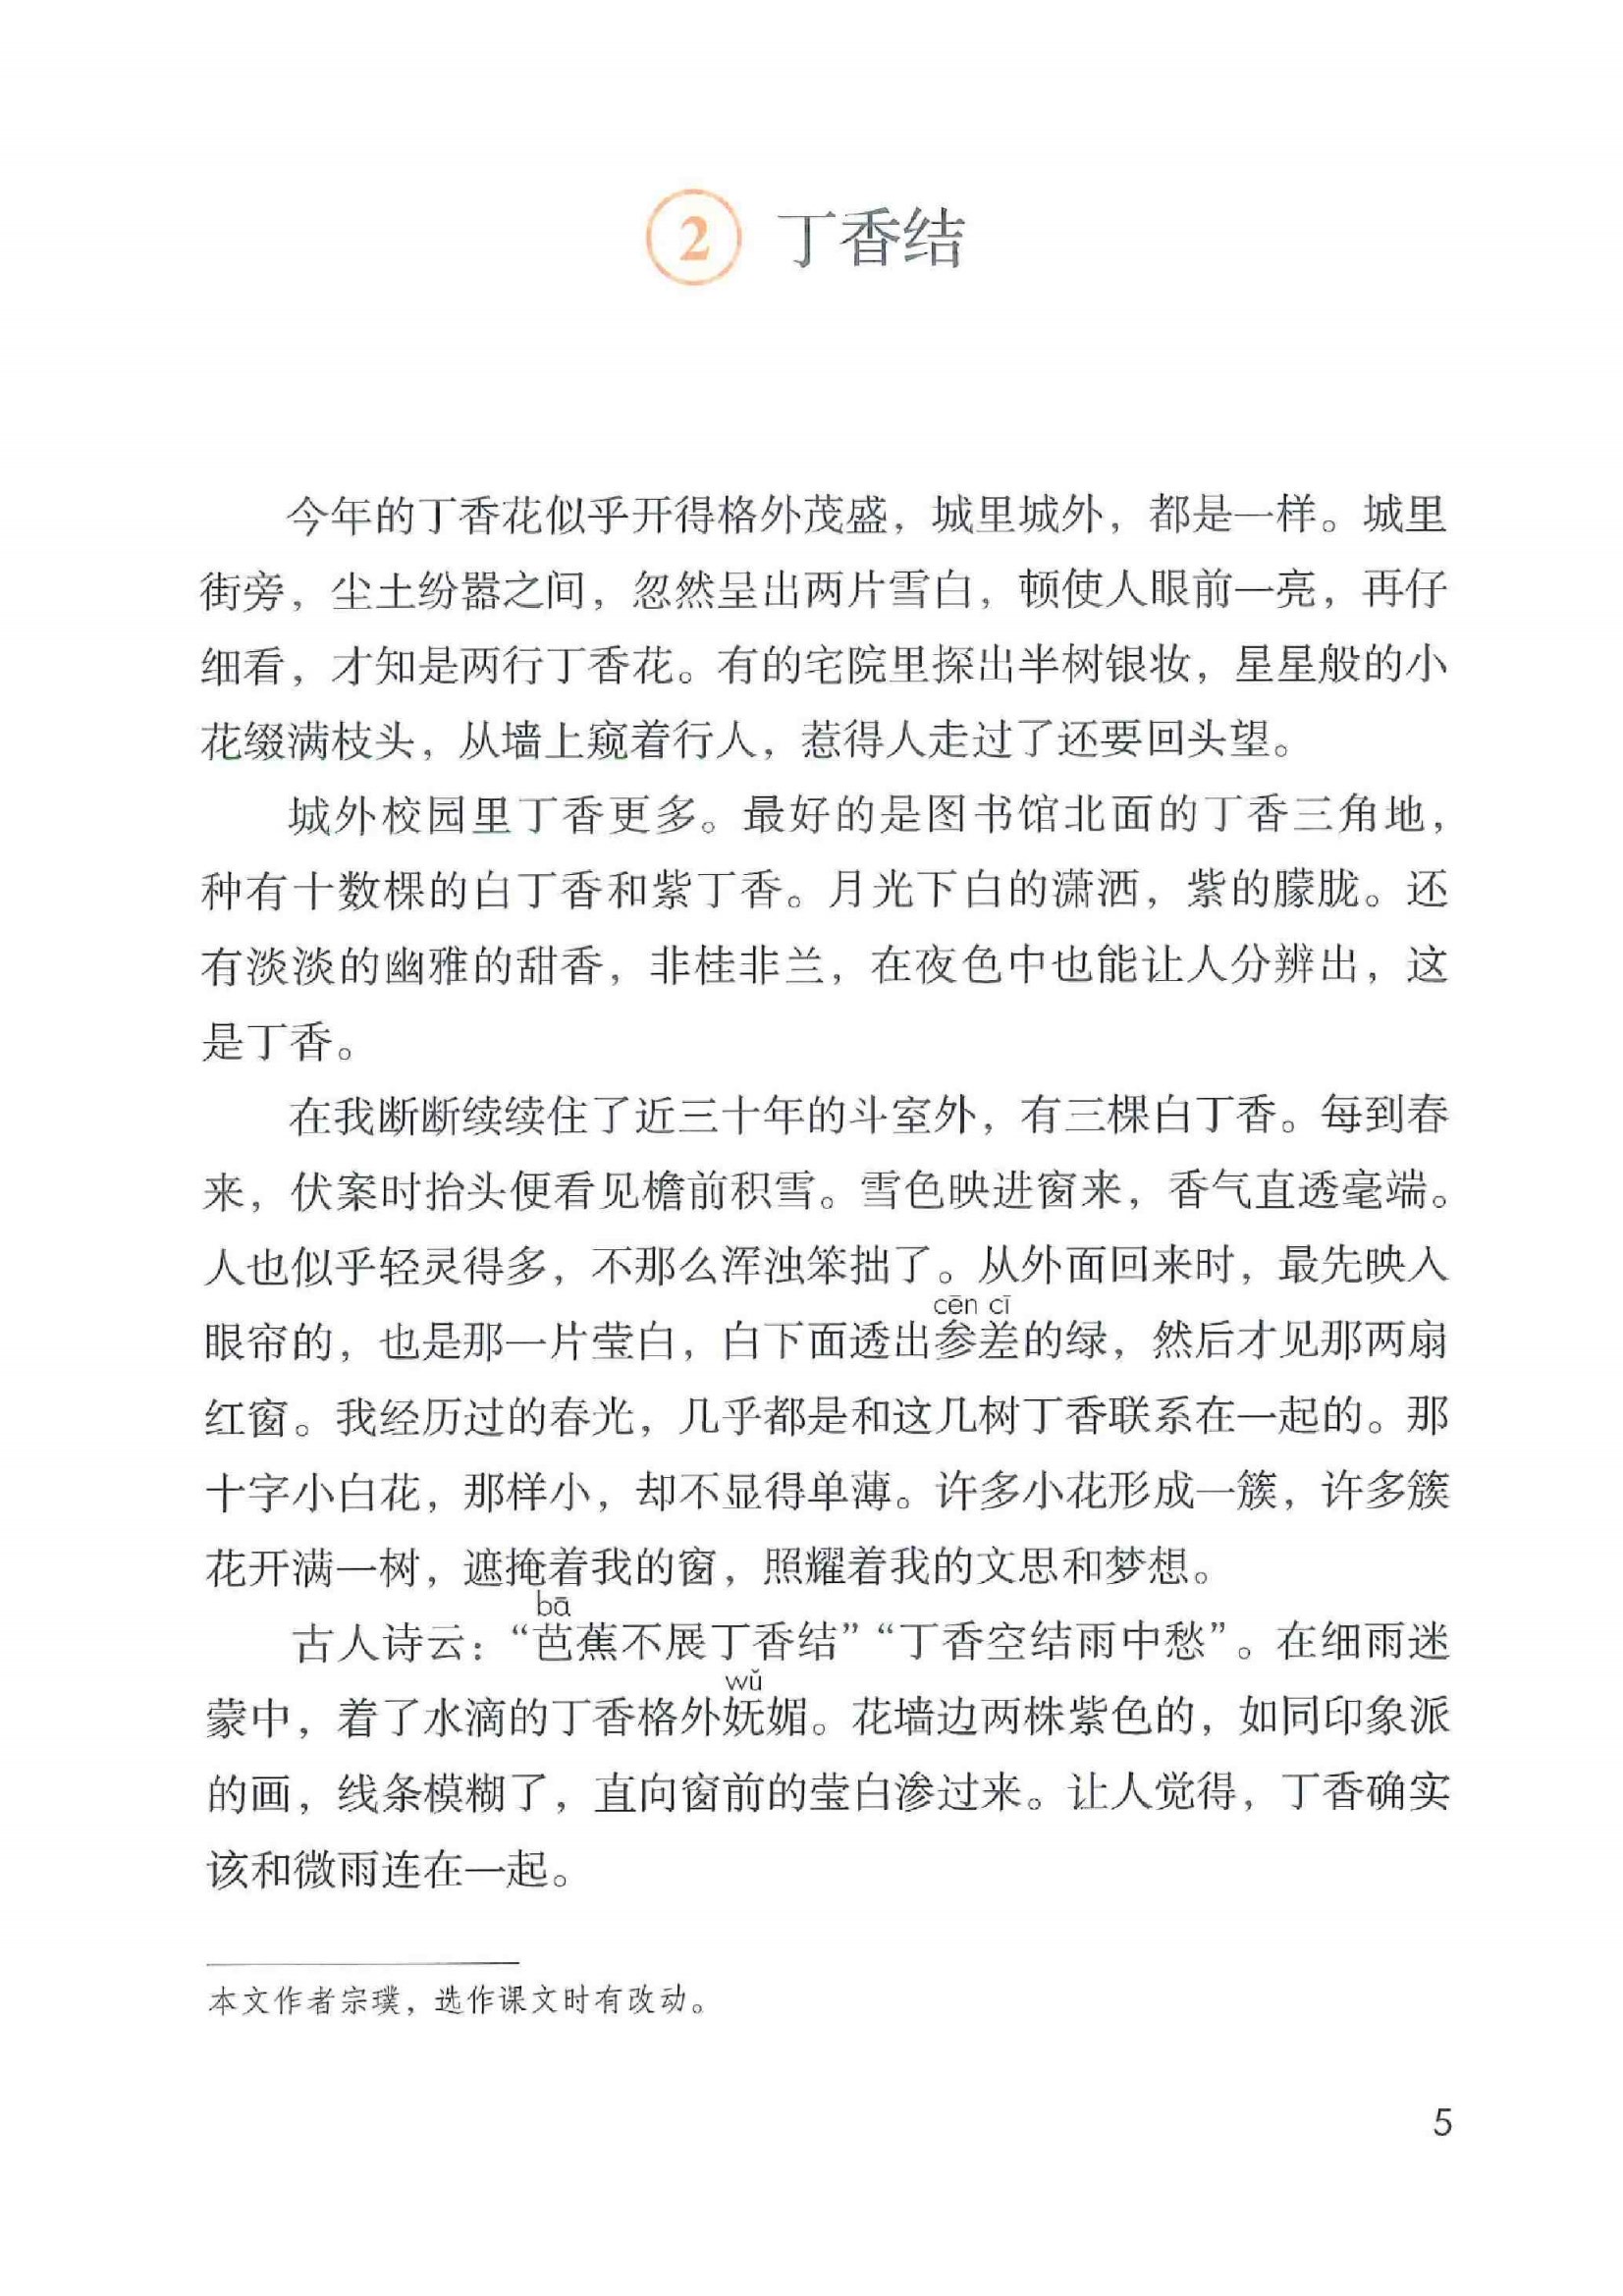 2 丁香结
今年的丁香花似乎开得格外茂盛，城里城外，都是一样。城里
街旁，尘土纷嚣之间，忽然呈出两片雪白，顿使人眼前一亮，再仔
细看，才知是两行丁香花。有的宅院里探出半树银妆，星星般的小
花缀满枝头，从墙上窥着行人，惹得人走过了还要回头望。
城外校园里丁香更多。最好的是图书馆北面的丁香三角地，
种有十数棵的白丁香和紫丁香。月光下白的潇洒，紫的朦胧。还
有淡淡的幽雅的甜香，非桂非兰，在夜色中也能让人分辨出，这
是丁香。
在我断断续续住了近三十年的斗室外，有三棵白丁香。每到春
来，伏案时抬头便看见檐前积雪。雪色映进窗来，香气直透毫端。
人也似乎轻灵得多，不那么浑浊笨拙了。从外面回来时，最先映入
cēn cī
眼帘的，也是那一片莹白，白下面透出参差的绿，然后才见那两扇
红窗。我经历过的春光，几乎都是和这几树丁香联系在一起的。那
十字小白花，那样小，却不显得单薄。许多小花形成一簇，许多簇
花开满一树，遮掩着我的窗，照耀着我的文思和梦想。
bā
古人诗云：“芭蕉不展丁香结”“丁香空结雨中愁”。在细雨迷
wǔ
蒙中，着了水滴的丁香格外妩媚。花墙边两株紫色的，如同印象派
的画，线条模糊了，直向窗前的莹白渗过来。让人觉得，丁香确实
该和微雨连在一起。
本文作者宗璞，选作课文时有改动。
5